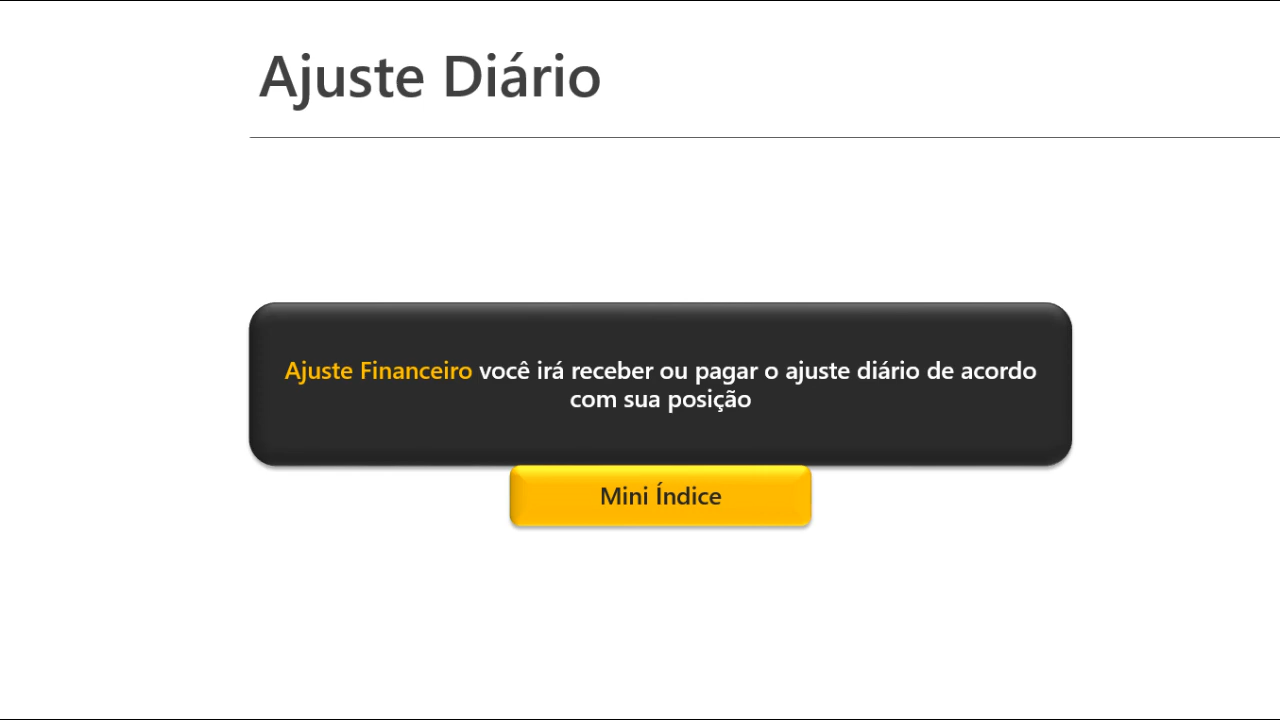 Ajuste Diário
Ajuste Financeiro você irá receber ou pagar o ajuste diário de acordo
com sua posição
Mini Índice